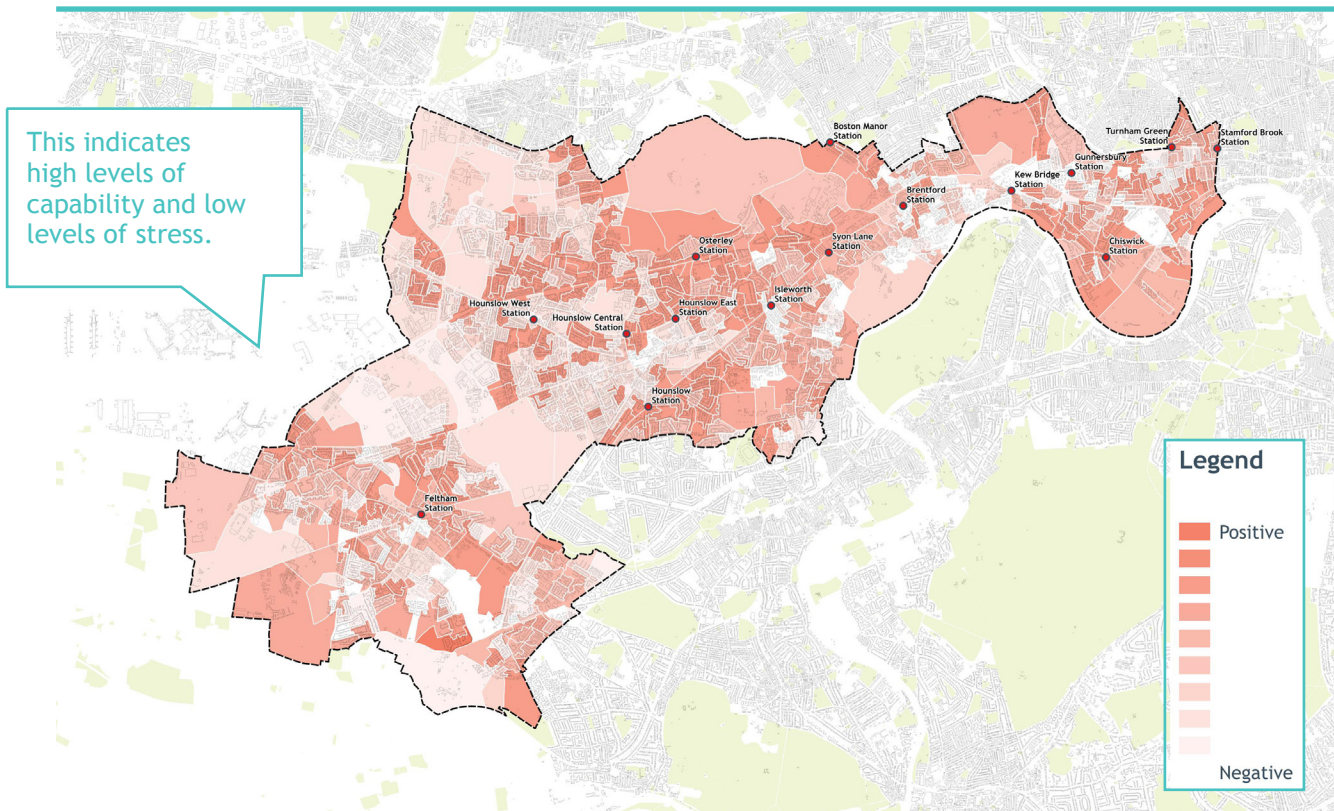 This indicates
high levels of
capability and low
levels of stress.
Boston Manor
Station
Turnham Green
Station
Stamford Brook
Station
Gunnersbury
Station
Kew Bridge
Station
Brentford
Station
Chiswick
Station
Osterley
Station
Syon Lane
Station
Isleworth
Station
Hounslow West
Station
Hounslow Central
Station
Hounslow East
Station
Hounslow
Station
Feltham
Station
Legend
Positive
Negative